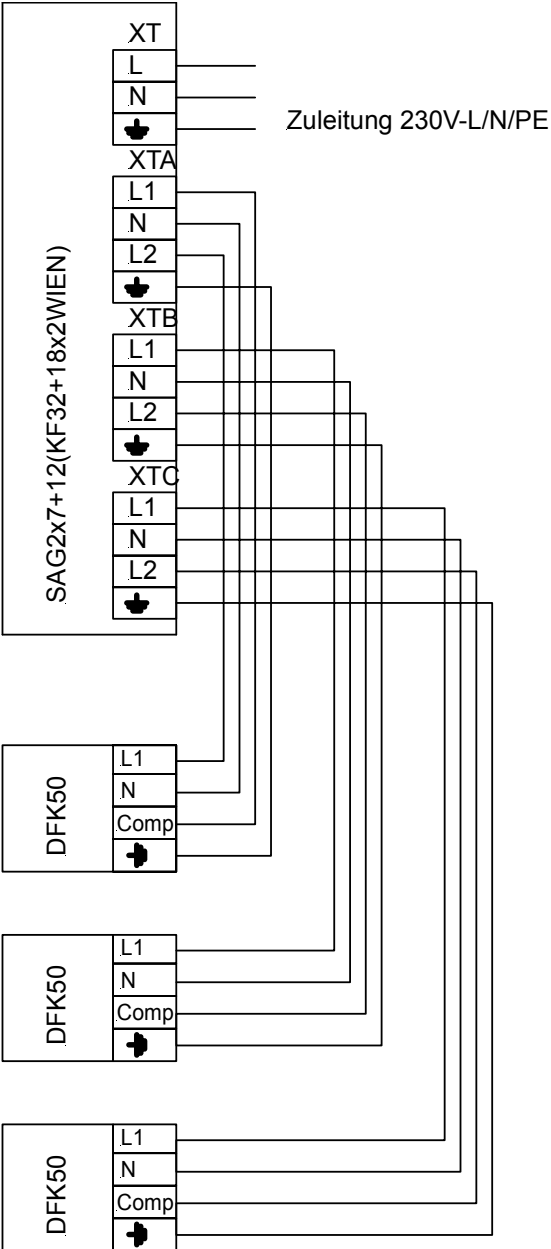 XT
L
N
Zuleitung 230V-L/N/PE
XTA
L1
N
L2
XTB
L1
N
L2
XTC
L1
N
L2
SAG2x7+12(KF32+18x2WIEN)
DFK50
L1
N
Comp
DFK50
L1
N
Comp
DFK50
L1
N
Comp